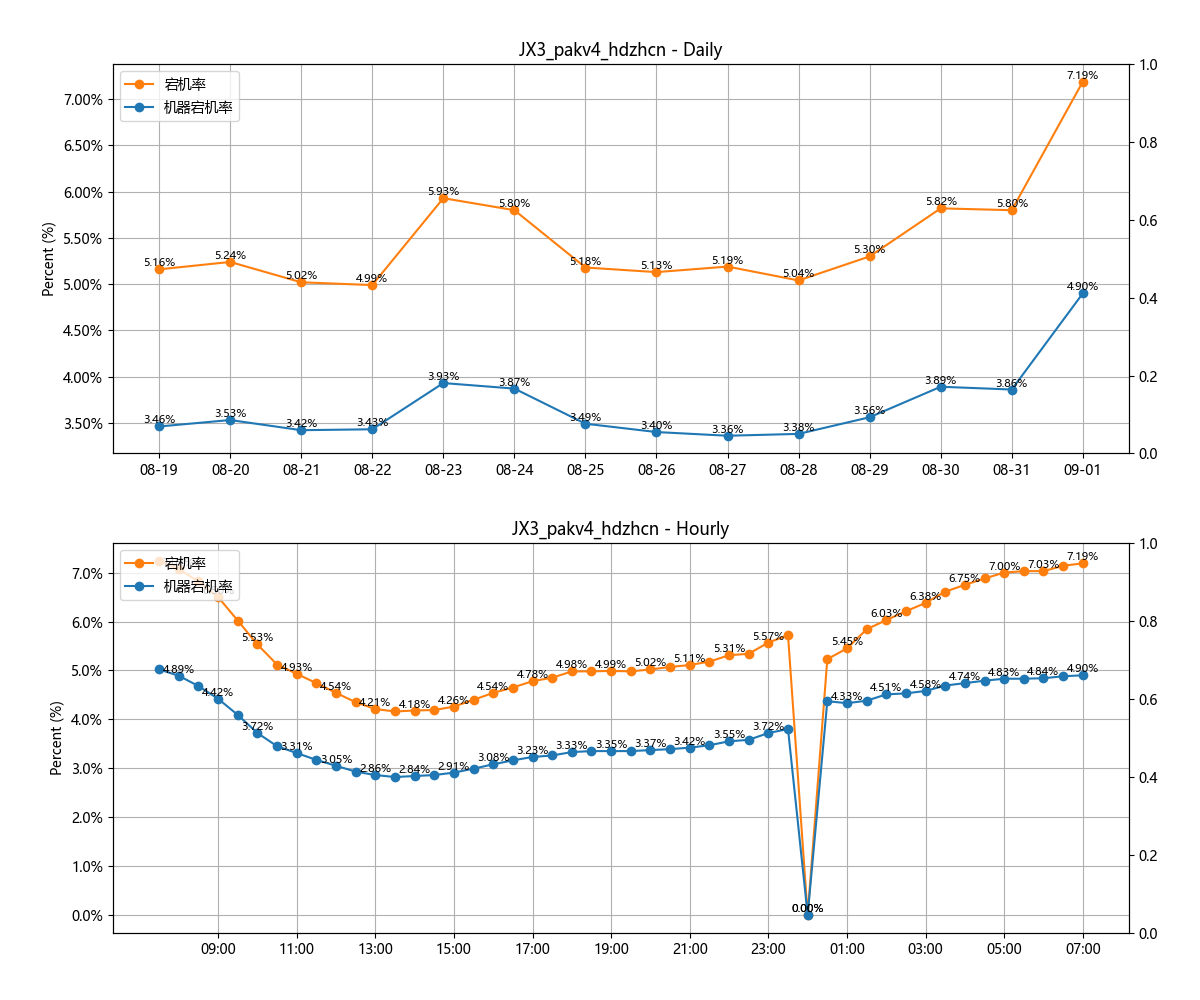 JX3_pakv4_hdzhcn - Daily
宕机率
机器宕机率
Percent (%)
7.00%
6.50%
6.00%
5.50%
5.00%
4.50%
4.00%
3.50%
1.0
0.8
0.6
0.4
0.2
0.0
5.16% 5.24% 5.02% 4.99% 5.93% 5.80% 5.18% 5.13% 5.19% 5.04% 5.30% 5.82% 5.80% 7.19%
3.46% 3.53% 3.42% 3.43% 3.93% 3.87% 3.49% 3.40% 3.36% 3.38% 3.56% 3.89% 3.86% 4.90%
08-19 08-20 08-21 08-22 08-23 08-24 08-25 08-26 08-27 08-28 08-29 08-30 08-31 09-01
JX3_pakv4_hdzhcn - Hourly
宕机率
机器宕机率
Percent (%)
7.0%
6.0%
5.0%
4.0%
3.0%
2.0%
1.0%
0.0%
1.0
0.8
0.6
0.4
0.2
0.0
5.53% 4.93% 4.54% 4.21% 4.18% 4.26% 4.54% 4.78% 4.98% 4.99% 5.02% 5.11% 5.31% 5.57% 0.00% 5.45% 6.03% 6.38% 6.75% 7.00% 7.03% 7.19%
4.89% 4.42% 3.72% 3.31% 3.05% 2.86% 2.84% 2.91% 3.08% 3.23% 3.33% 3.35% 3.37% 3.42% 3.55% 3.72% 0.00% 4.33% 4.51% 4.58% 4.74% 4.83% 4.84% 4.90%
09:00 11:00 13:00 15:00 17:00 19:00 21:00 23:00 01:00 03:00 05:00 07:00